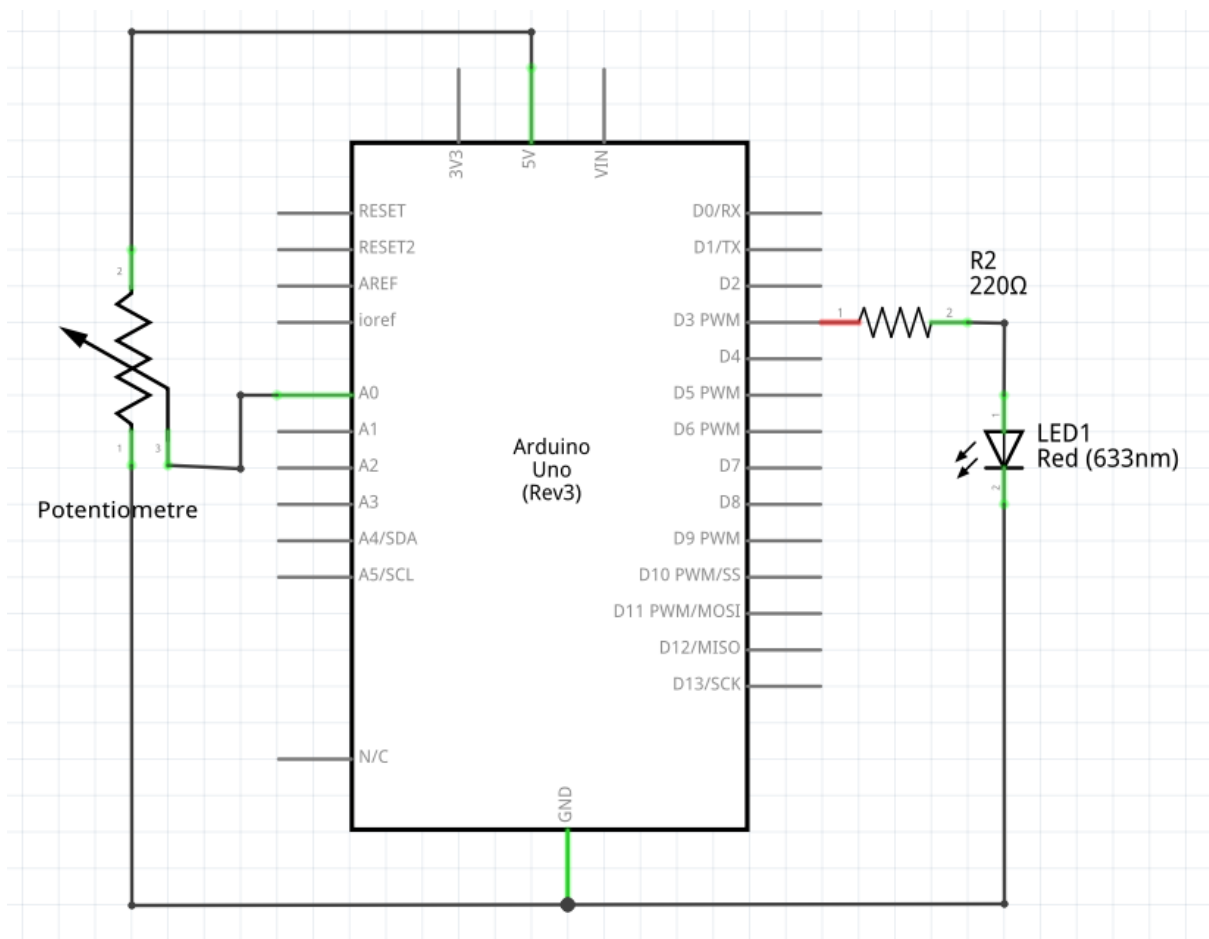 3V3
5V
VIN
RESET
D0/RX
RESET2
D1/TX
AREF
D2
R2
220Ω
ioref
D3 PWM
1
2
2
D4
A0
D5 PWM
1
A1
D6 PWM
1
3
LED1
Red (633nm)
2
A2
D7
Arduino
Uno
(Rev3)
A3
D8
Potentiometre
A4/SDA
D9 PWM
A5/SCL
D10 PWM/SS
D11 PWM/MOSI
D12/MISO
D13/SCK
N/C
GND